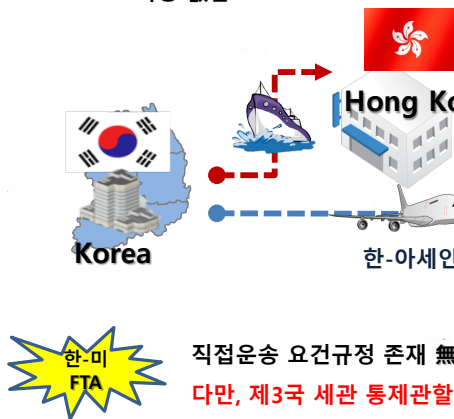 Hong Ko
Korea
한-아세안
한-미
FTA
직접운송 요건규정 존재 無
다만, 제3국 세관 통제관할